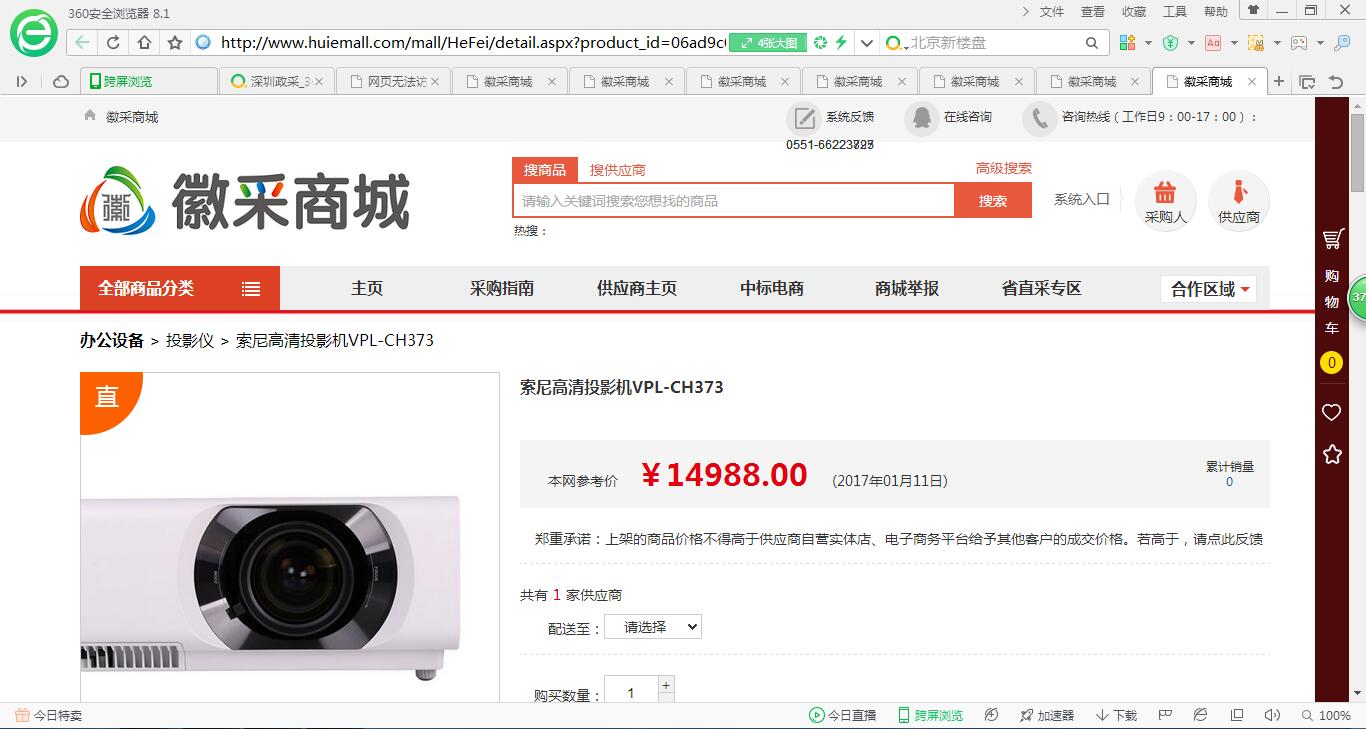 360安全浏览器 8.1
文件 查看 收藏 工具 帮助
http://www.huiemall.com/mall/HeFei/detail.aspx?product_id=06ad9c
4张大图
北京新楼盘
跨屏浏览
深圳政采_3
网页无法访
徽采商城
徽采商城
徽采商城
徽采商城
徽采商城
徽采商城
徽采商城
徽采商城
系统反馈
在线咨询
咨询热线（工作日9：00-17：00）：
徽采商城
搜商品 搜供应商 高级搜索
请输入关键词搜索您想找的商品 搜索
热搜：
系统入口
采购人
供应商
全部商品分类
主页 采购指南 供应商主页 中标电商 商城举报 省直采专区 合作区域
办公设备 > 投影仪 > 索尼高清投影机VPL-CH373
直
索尼高清投影机VPL-CH373
本网参考价 ￥14988.00 (2017年01月11日)
累计销量
0
郑重承诺：上架的商品价格不得高于供应商自营实体店、电子商务平台给予其他客户的成交价格。若高于，请点此反馈
共有 1 家供应商
配送至： 请选择
购买数量： 1 +
购
物
车
0
37
今日特卖
今日直播 跨屏浏览 加速器 下载 100%